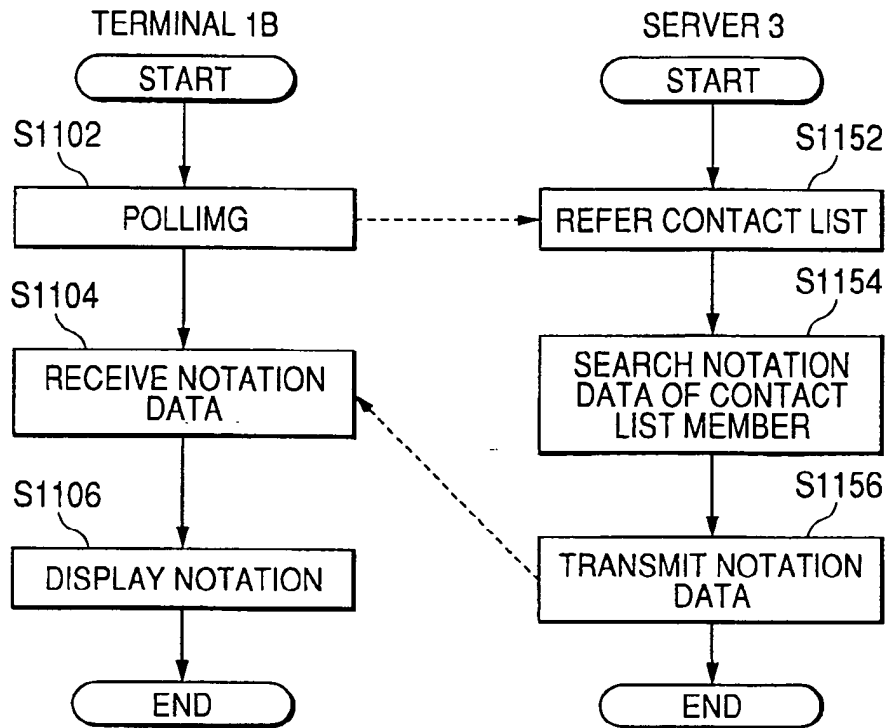 TERMINAL 1B
START
S1102
POLLIMG
S1104
RECEIVE NOTATION
DATA
S1106
DISPLAY NOTATION
END
SERVER 3
START
S1152
REFER CONTACT LIST
S1154
SEARCH NOTATION
DATA OF CONTACT
LIST MEMBER
S1156
TRANSMIT NOTATION
DATA
END